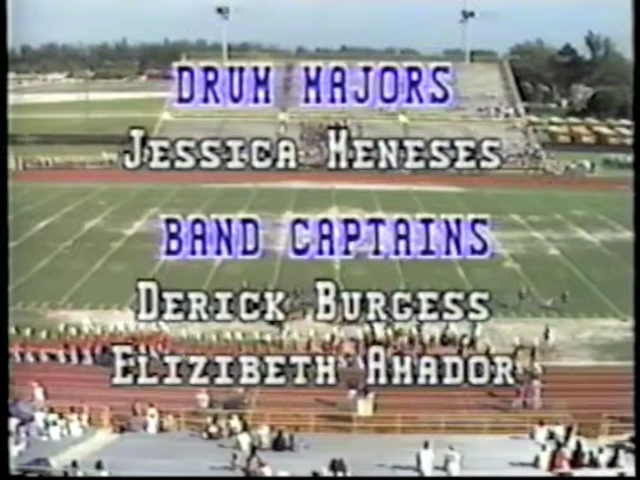 DRUM MAJORS
JESSICA MENESES
BAND CAPTAINS
DERICK BURGESS
ELIZIBETH AMADOR